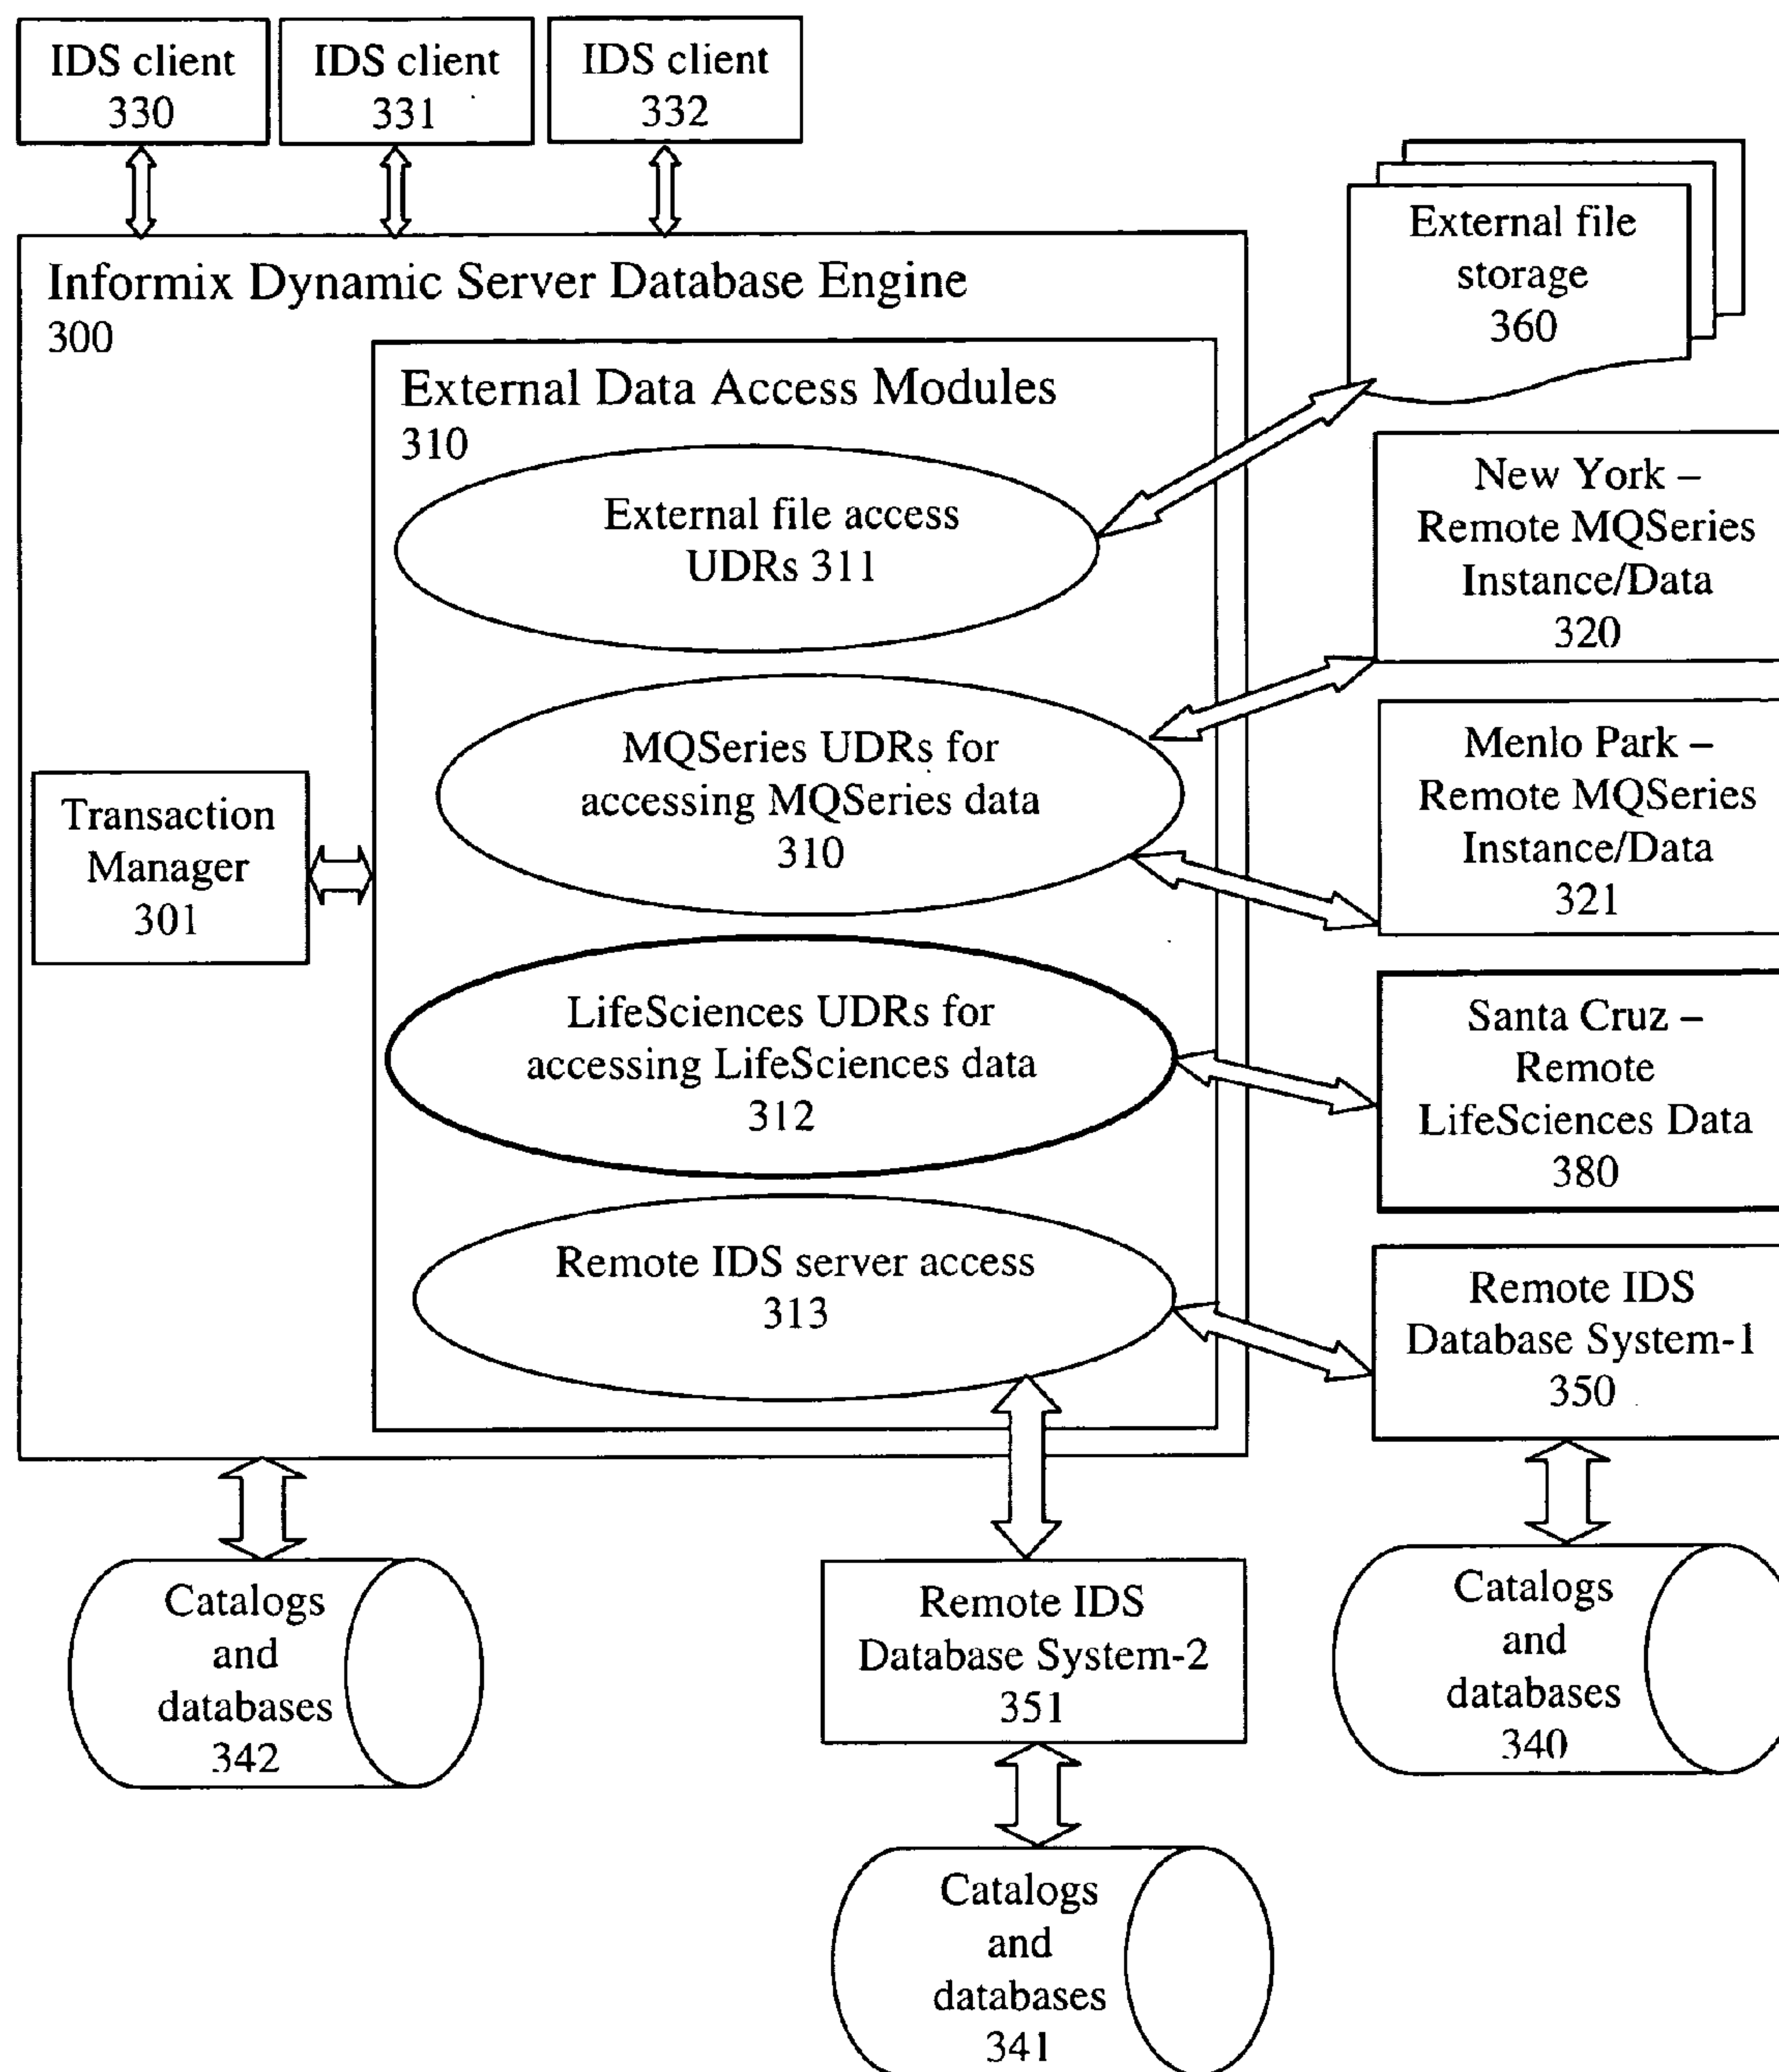 IDS client
330
IDS client
331
IDS client
332
Informix Dynamic Server Database Engine
300
External Data Access Modules
310
External file access
UDRs 311
MQSeries UDRs for
accessing MQSeries data
310
LifeSciences UDRs for
accessing LifeSciences data
312
Remote IDS server access
313
Transaction
Manager
301
External file
storage
360
New York –
Remote MQSeries
Instance/Data
320
Menlo Park –
Remote MQSeries
Instance/Data
321
Santa Cruz –
Remote
LifeSciences Data
380
Remote IDS
Database System-1
350
Catalogs
and
databases
342
Remote IDS
Database System-2
351
Catalogs
and
databases
340
Catalogs
and
databases
341